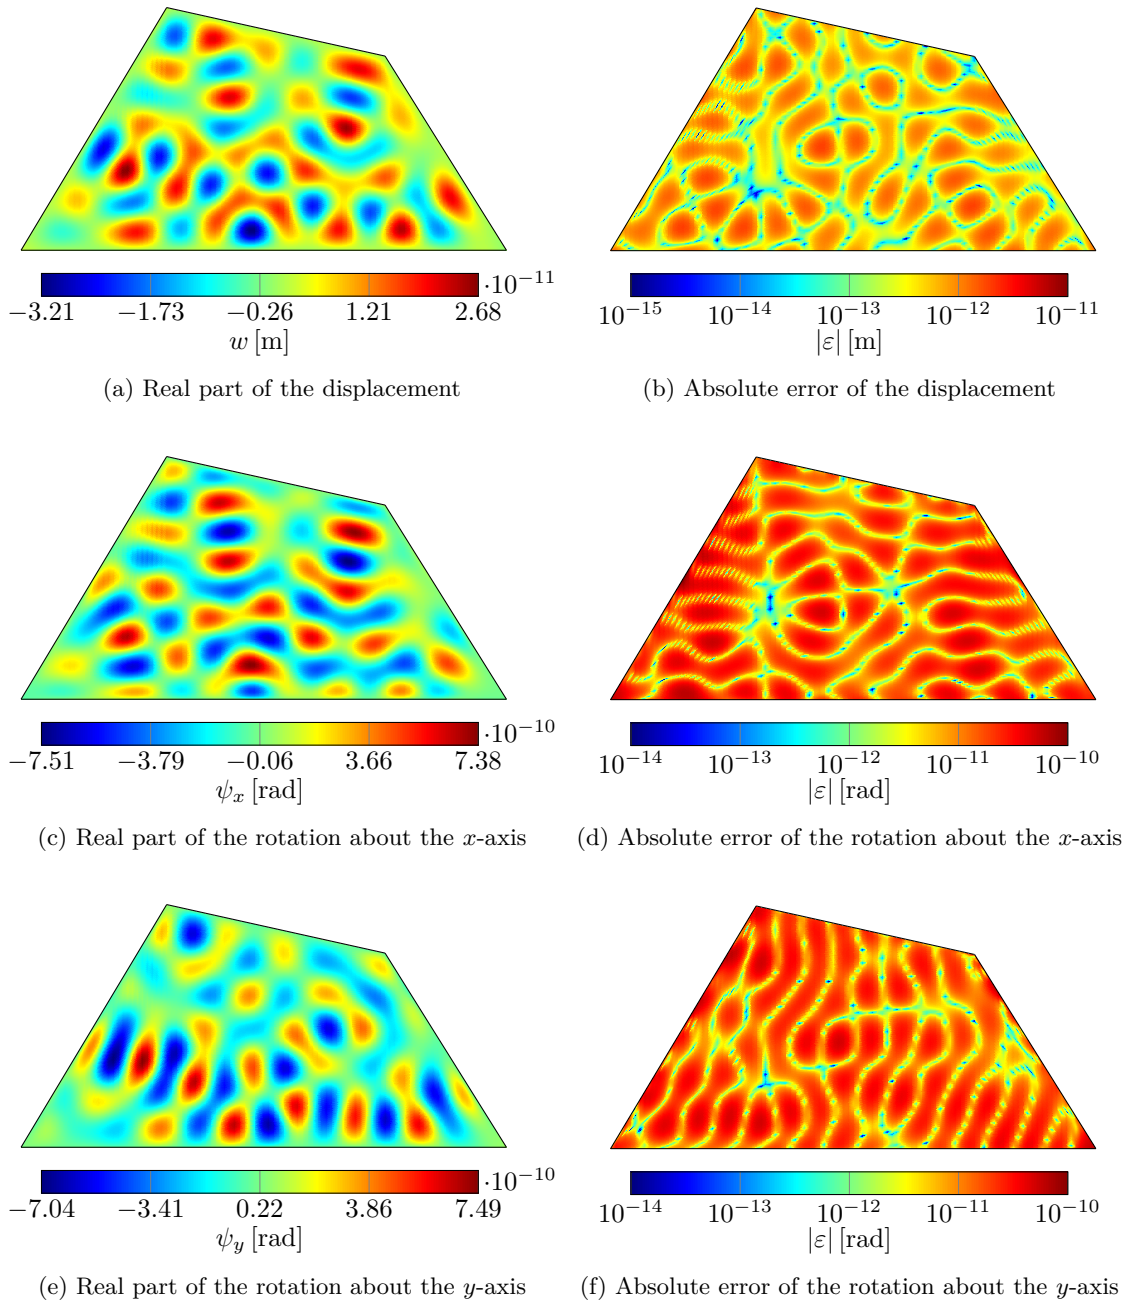 −3.21 −1.73 −0.26 1.21 2.68 ·10⁻¹¹
w [m]
10⁻¹⁵ 10⁻¹⁴ 10⁻¹³ 10⁻¹² 10⁻¹¹
|ε| [m]
(a) Real part of the displacement
(b) Absolute error of the displacement
−7.51 −3.79 −0.06 3.66 7.38 ·10⁻¹⁰
ψₓ [rad]
10⁻¹⁴ 10⁻¹³ 10⁻¹² 10⁻¹¹ 10⁻¹⁰
|ε| [rad]
(c) Real part of the rotation about the x-axis
(d) Absolute error of the rotation about the x-axis
−7.04 −3.41 0.22 3.86 7.49 ·10⁻¹⁰
ψ_y [rad]
10⁻¹⁴ 10⁻¹³ 10⁻¹² 10⁻¹¹ 10⁻¹⁰
|ε| [rad]
(e) Real part of the rotation about the y-axis
(f) Absolute error of the rotation about the y-axis